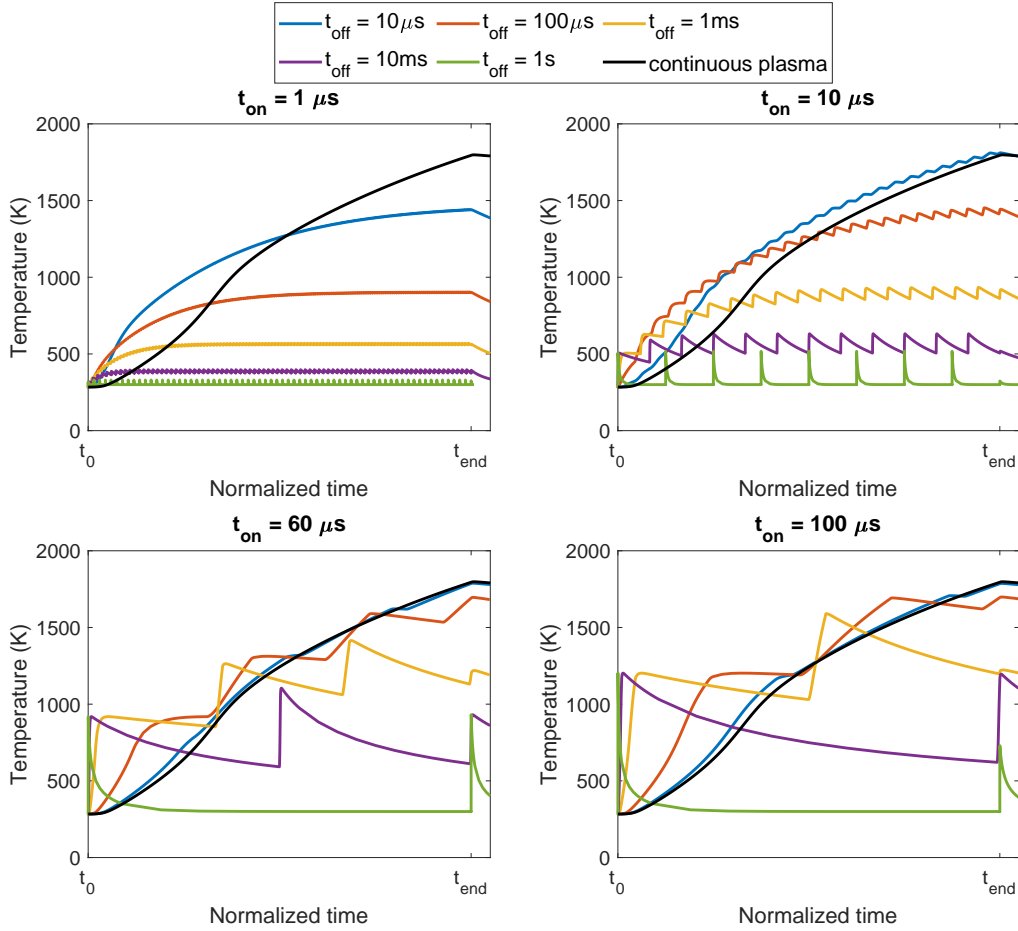 t_off = 10μs t_off = 100μs t_off = 1ms
t_off = 10ms t_off = 1s continuous plasma
t_on = 1 μs
2000
1500
1000
500
0
Temperature (K)
t_0 t_end
Normalized time
t_on = 10 μs
2000
1500
1000
500
0
Temperature (K)
t_0 t_end
Normalized time
t_on = 60 μs
2000
1500
1000
500
0
Temperature (K)
t_0 t_end
Normalized time
t_on = 100 μs
2000
1500
1000
500
0
Temperature (K)
t_0 t_end
Normalized time